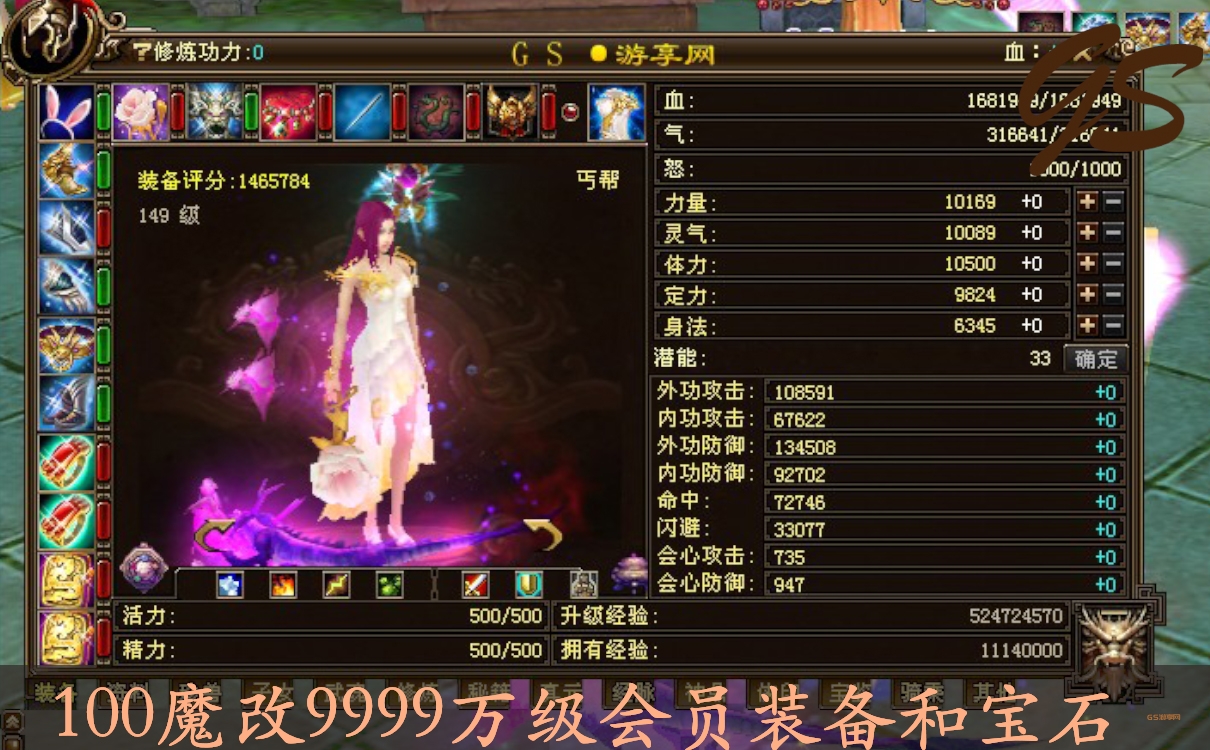 修炼功力:0
GS
游享网
血:
血:
气:
316641/
怒:
/1000
装备评分:1465784
丐帮
149 级
力量: 10169 +0
灵气: 10089 +0
体力: 10500 +0
定力: 9824 +0
身法: 6345 +0
潜能: 33 确定
外功攻击: 108591 +0
内功攻击: 67622 +0
外功防御: 134508 +0
内功防御: 92702 +0
命中: 72746 +0
闪避: 33077 +0
会心攻击: 735 +0
会心防御: 947 +0
活力: 500/500 升级经验: 524724570
精力: 500/500 拥有经验: 11140000
100魔改9999万级会员装备和宝石
GS游享网